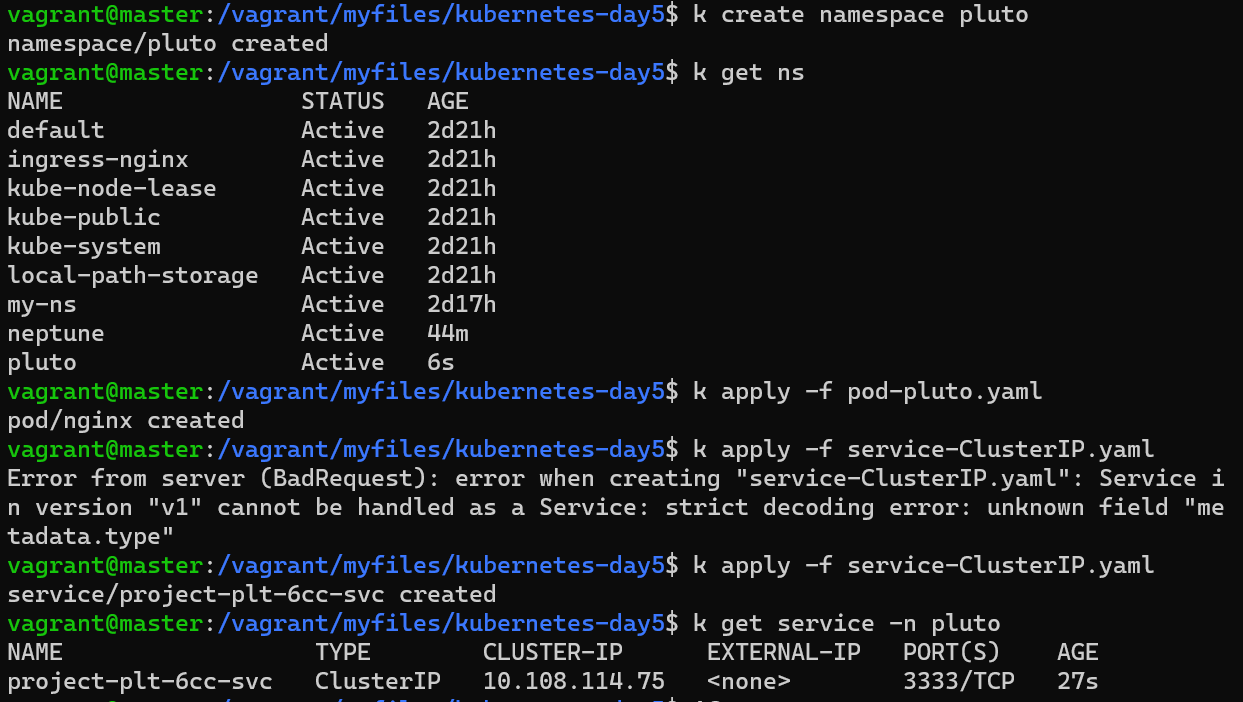 vagrant@master:/vagrant/myfiles/kubernetes-day5$ k create namespace pluto
namespace/pluto created
vagrant@master:/vagrant/myfiles/kubernetes-day5$ k get ns
NAME                 STATUS   AGE
default              Active   2d21h
ingress-nginx        Active   2d21h
kube-node-lease      Active   2d21h
kube-public          Active   2d21h
kube-system          Active   2d21h
local-path-storage   Active   2d21h
my-ns                Active   2d17h
neptune              Active   44m
pluto                Active   6s
vagrant@master:/vagrant/myfiles/kubernetes-day5$ k apply -f pod-pluto.yaml
pod/nginx created
vagrant@master:/vagrant/myfiles/kubernetes-day5$ k apply -f service-ClusterIP.yaml
Error from server (BadRequest): error when creating "service-ClusterIP.yaml": Service i
n version "v1" cannot be handled as a Service: strict decoding error: unknown field "me
tadata.type"
vagrant@master:/vagrant/myfiles/kubernetes-day5$ k apply -f service-ClusterIP.yaml
service/project-plt-6cc-svc created
vagrant@master:/vagrant/myfiles/kubernetes-day5$ k get service -n pluto
NAME                  TYPE        CLUSTER-IP      EXTERNAL-IP   PORT(S)    AGE
project-plt-6cc-svc   ClusterIP   10.108.114.75   <none>        3333/TCP   27s